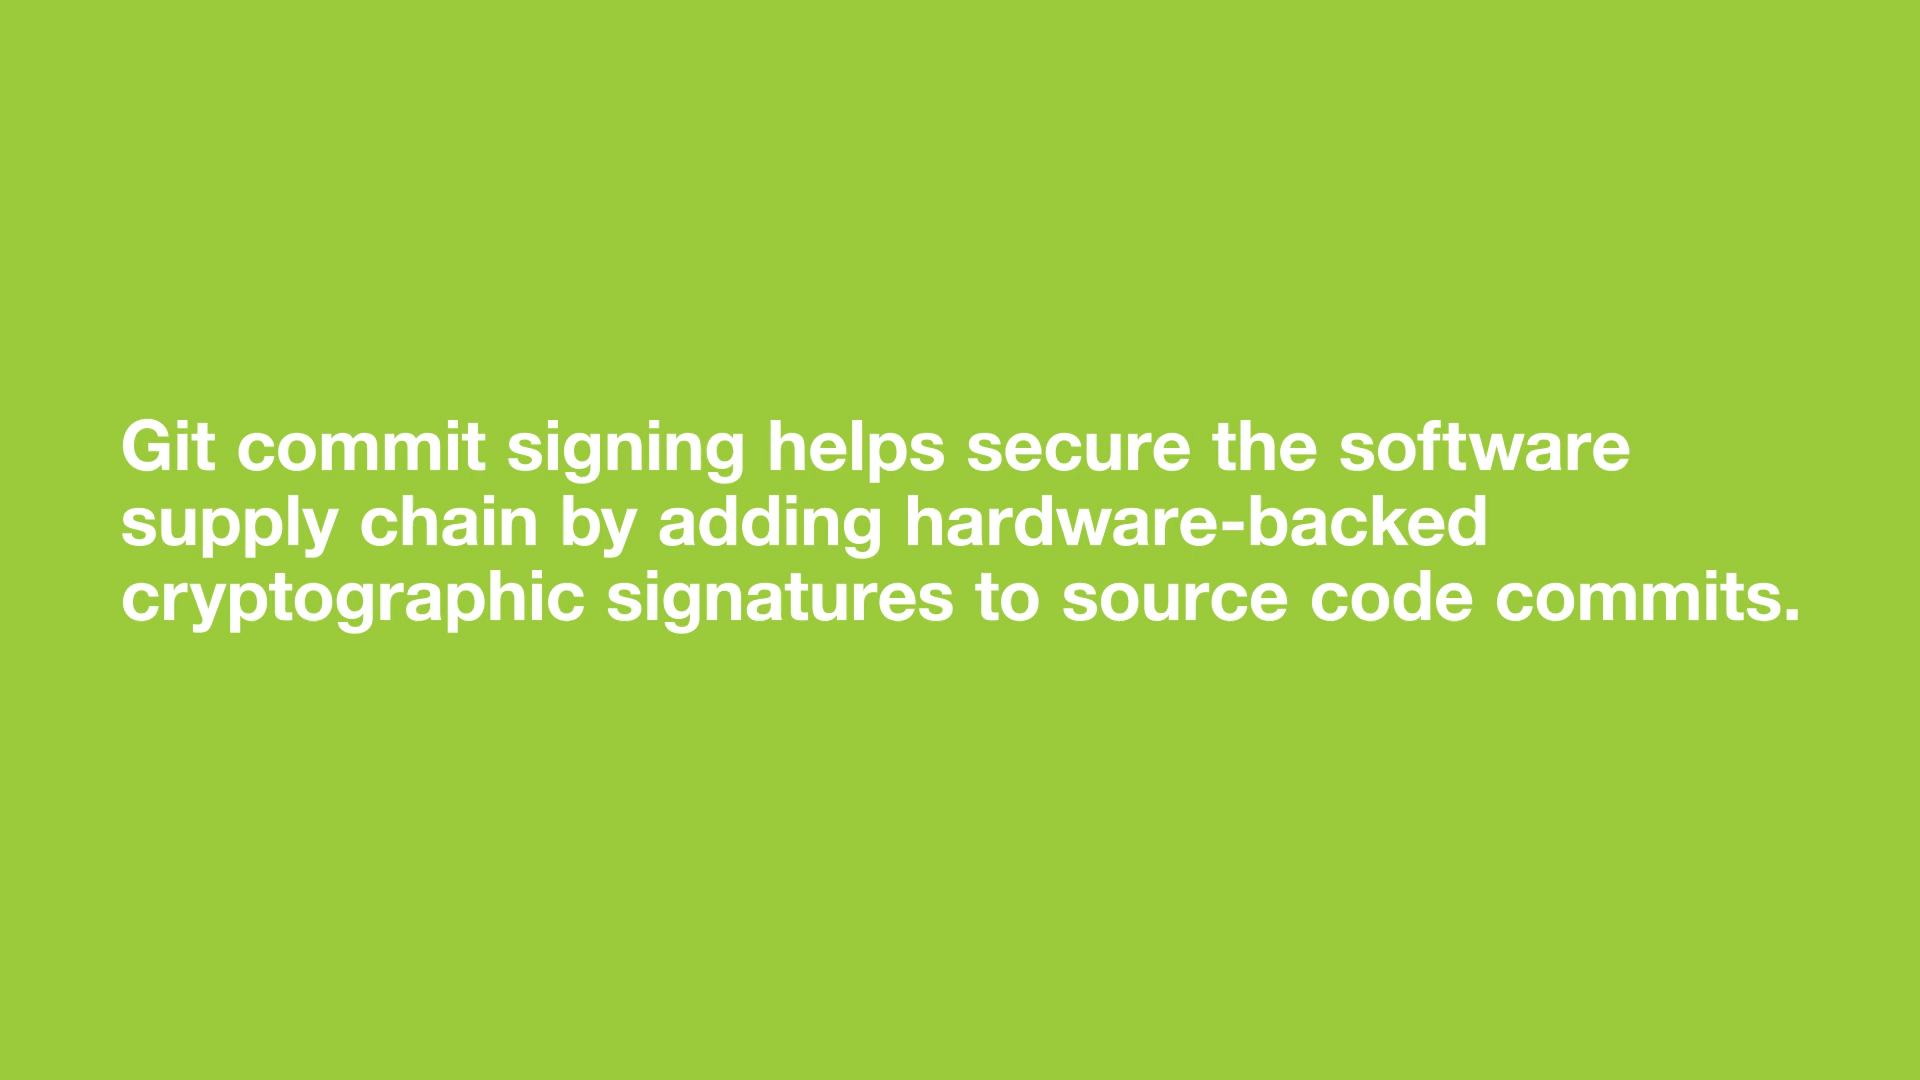 Git commit signing helps secure the software
supply chain by adding hardware-backed
cryptographic signatures to source code commits.